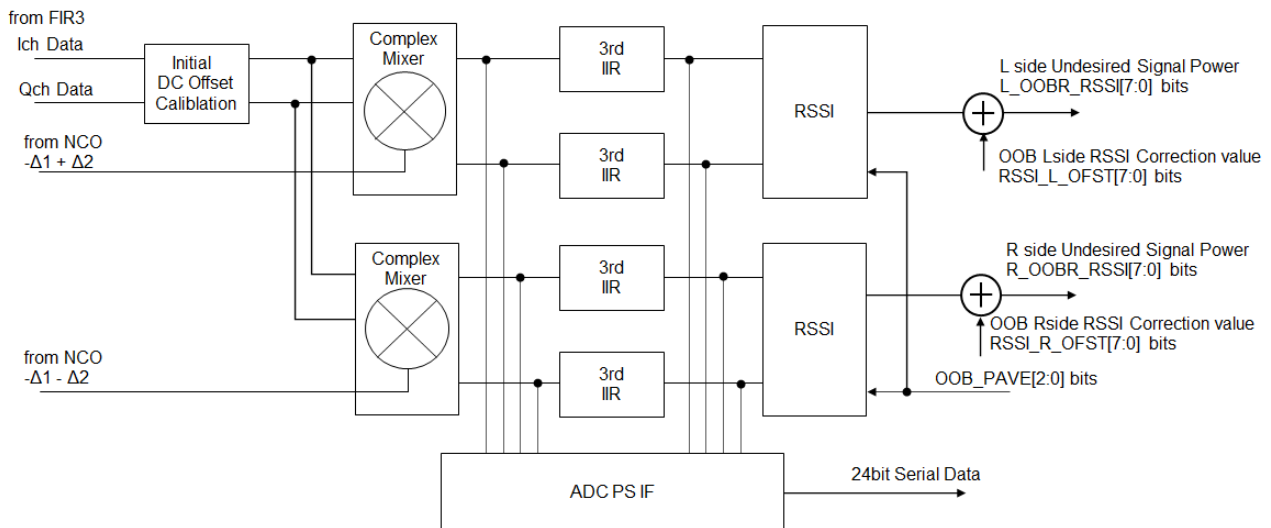 from FIR3
Ich Data
Qch Data
Initial
DC Offset
Caliblation
from NCO
-Δ1 + Δ2
Complex
Mixer
3rd
IIR
3rd
IIR
RSSI
L side Undesired Signal Power
L_OOBR_RSSI[7:0] bits
OOB Lside RSSI Correction value
RSSI_L_OFST[7:0] bits
from NCO
-Δ1 - Δ2
Complex
Mixer
3rd
IIR
3rd
IIR
RSSI
R side Undesired Signal Power
R_OOBR_RSSI[7:0] bits
OOB Rside RSSI Correction value
RSSI_R_OFST[7:0] bits
OOB_PAVE[2:0] bits
ADC PS IF
24bit Serial Data